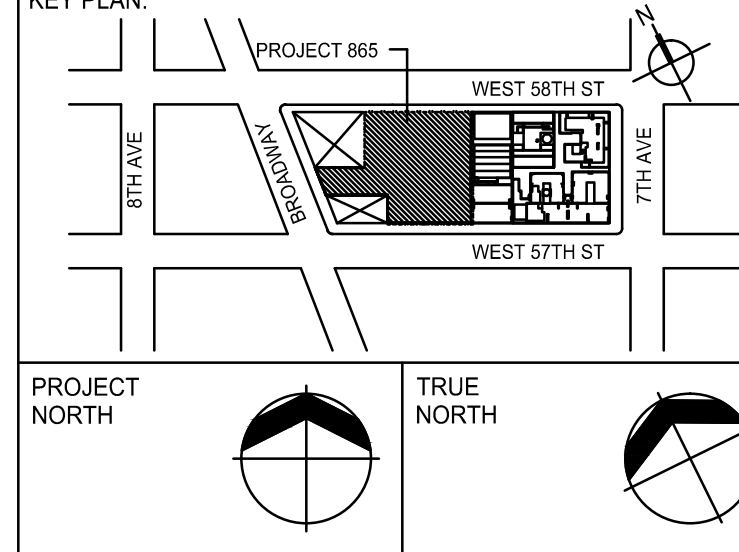 KEY PLAN:
N
PROJECT 865
WEST 58TH ST
8TH AVE
BROADWAY
7TH AVE
WEST 57TH ST
PROJECT
NORTH
TRUE
NORTH